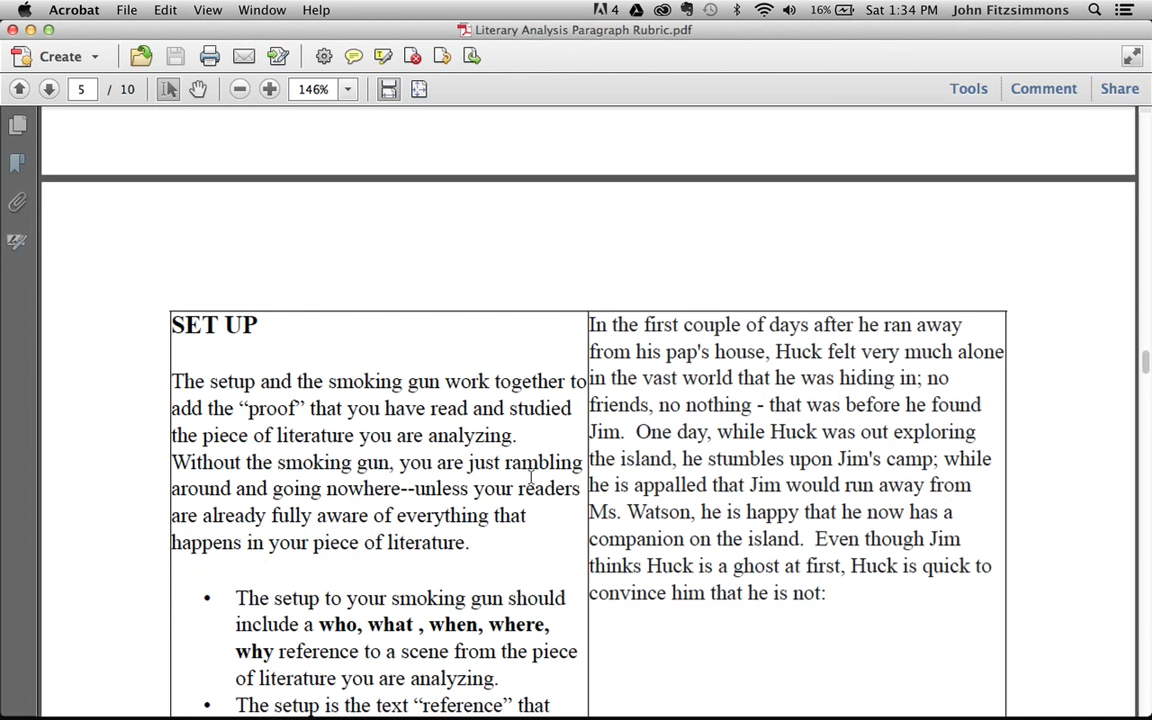 Acrobat File Edit View Window Help 4 16% Sat 1:34 PM John Fitzsimmons
Literary Analysis Paragraph Rubric.pdf
Create
5 / 10 146% Tools Comment Share
SET UP
The setup and the smoking gun work together to
add the “proof” that you have read and studied
the piece of literature you are analyzing.
Without the smoking gun, you are just rambling
around and going nowhere--unless your readers
are already fully aware of everything that
happens in your piece of literature.
• The setup to your smoking gun should
include a who, what , when, where,
why reference to a scene from the piece
of literature you are analyzing.
• The setup is the text “reference” that
In the first couple of days after he ran away
from his pap's house, Huck felt very much alone
in the vast world that he was hiding in; no
friends, no nothing - that was before he found
Jim.  One day, while Huck was out exploring
the island, he stumbles upon Jim's camp; while
he is appalled that Jim would run away from
Ms. Watson, he is happy that he now has a
companion on the island.  Even though Jim
thinks Huck is a ghost at first, Huck is quick to
convince him that he is not: